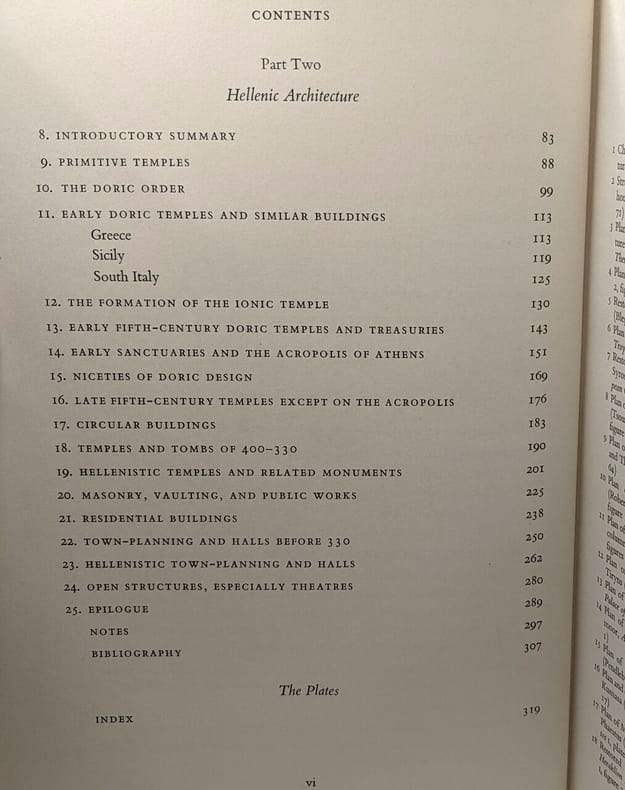 CONTENTS
Part Two
Hellenic Architecture
8. INTRODUCTORY SUMMARY 83
9. PRIMITIVE TEMPLES 88
10. THE DORIC ORDER 99
11. EARLY DORIC TEMPLES AND SIMILAR BUILDINGS 113
Greece 113
Sicily 119
South Italy 125
12. THE FORMATION OF THE IONIC TEMPLE 130
13. EARLY FIFTH-CENTURY DORIC TEMPLES AND TREASURIES 143
14. EARLY SANCTUARIES AND THE ACROPOLIS OF ATHENS 151
15. NICETIES OF DORIC DESIGN 169
16. LATE FIFTH-CENTURY TEMPLES EXCEPT ON THE ACROPOLIS 176
17. CIRCULAR BUILDINGS 183
18. TEMPLES AND TOMBS OF 400-330 190
19. HELLENISTIC TEMPLES AND RELATED MONUMENTS 201
20. MASONRY, VAULTING, AND PUBLIC WORKS 225
21. RESIDENTIAL BUILDINGS 238
22. TOWN-PLANNING AND HALLS BEFORE 330 250
23. HELLENISTIC TOWN-PLANNING AND HALLS 262
24. OPEN STRUCTURES, ESPECIALLY THEATRES 280
25. EPILOGUE 289
NOTES 297
BIBLIOGRAPHY 307
The Plates
INDEX 319
vi